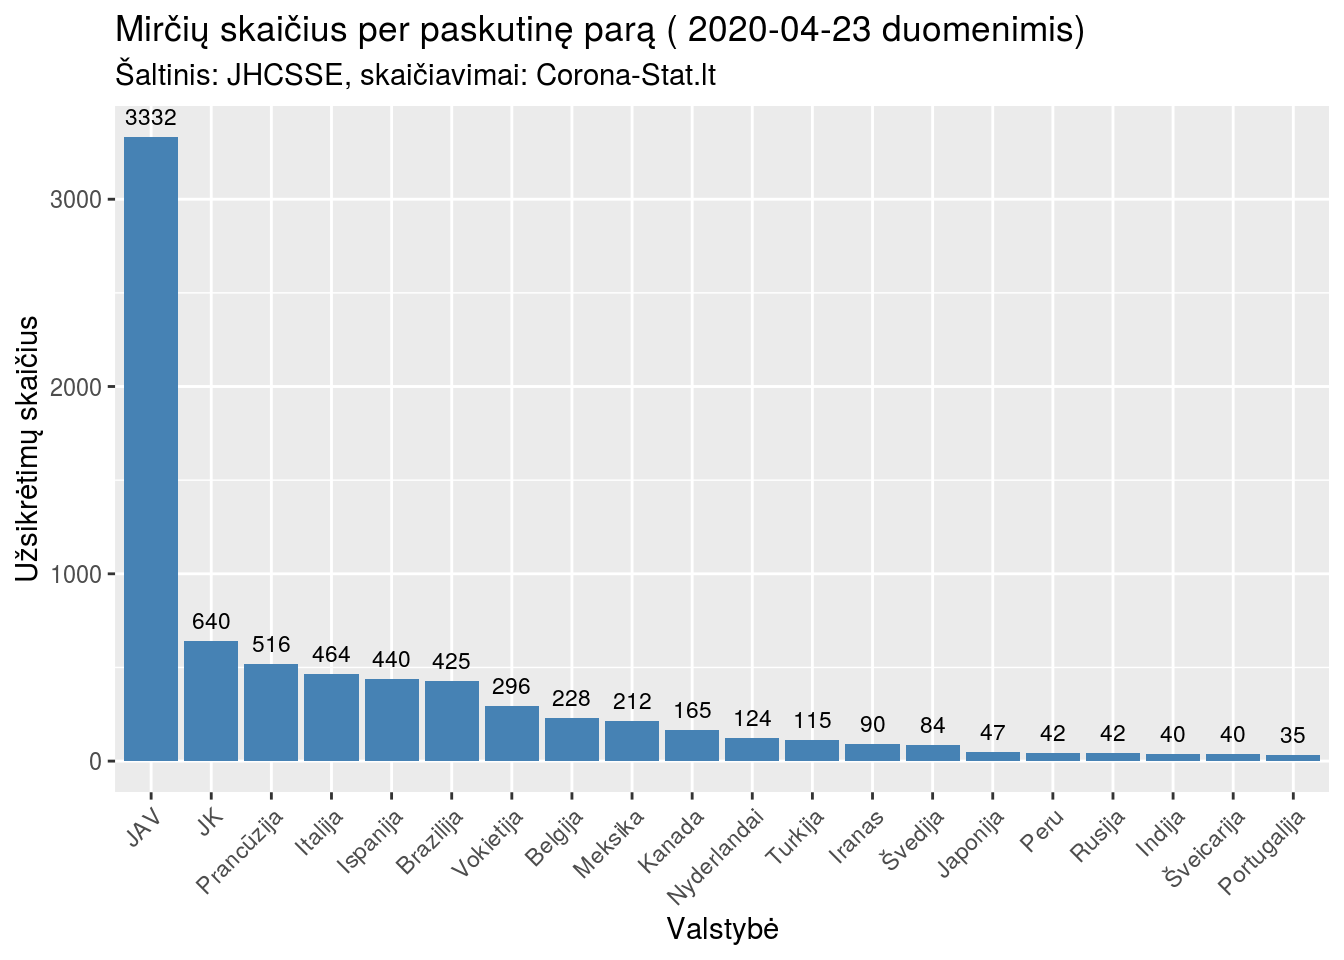 Mirčių skaičius per paskutinę parą ( 2020-04-23 duomenimis)
Šaltinis: JHCSSE, skaičiavimai: Corona-Stat.lt
Užsikrėtimų skaičius
3000
2000
1000
0
3332
640
516
464
440
425
296
228
212
165
124
115
90
84
47
42
42
40
40
35
JAV
JK
Prancūzija
Italija
Ispanija
Brazilija
Vokietija
Belgija
Meksika
Kanada
Nyderlandai
Turkija
Iranas
Švedija
Japonija
Peru
Rusija
Indija
Šveicarija
Portugalija
Valstybė